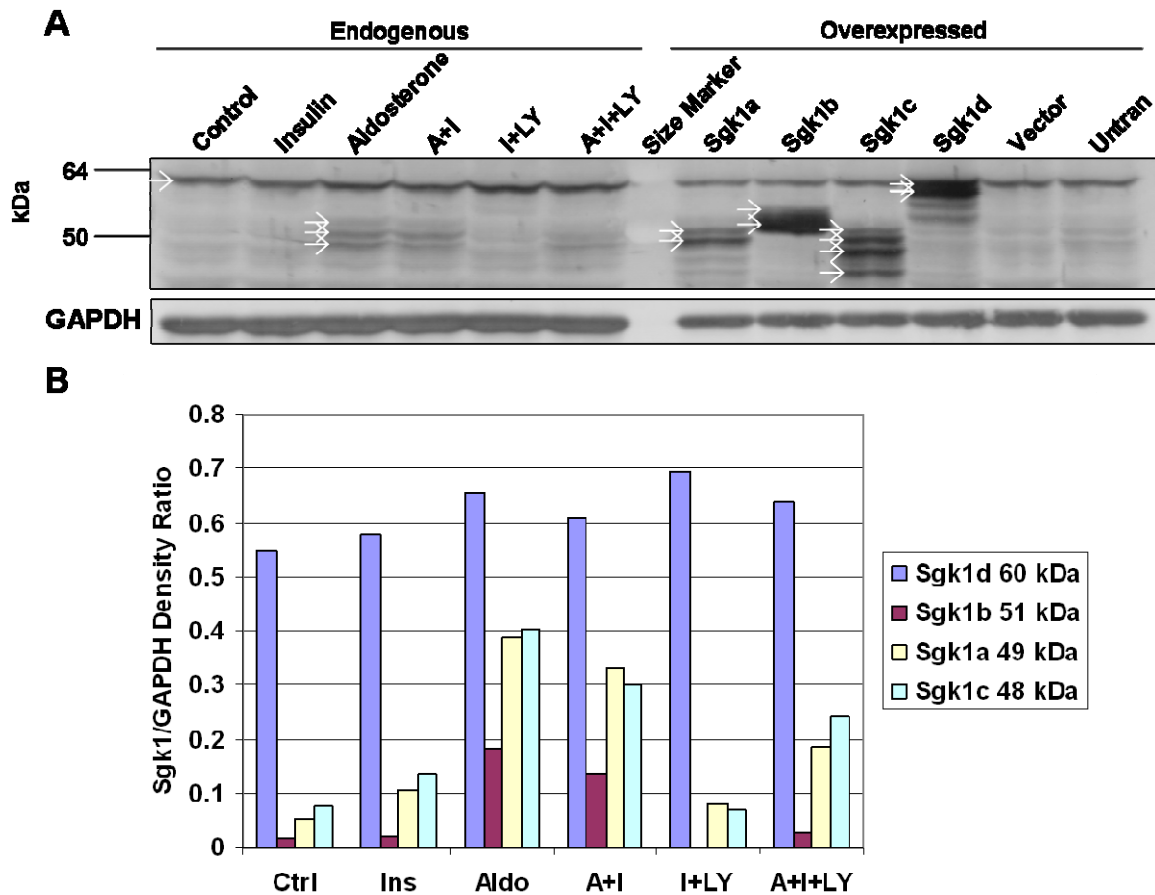 A
Endogenous
Overexpressed
Control
Insulin
Aldosterone
A+I
I+LY
A+I+LY
Size Marker
Sgk1a
Sgk1b
Sgk1c
Sgk1d
Vector
Untran
kDa
64
50
GAPDH
B
Sgk1/GAPDH Density Ratio
0.8
0.7
0.6
0.5
0.4
0.3
0.2
0.1
0
Ctrl
Ins
Aldo
A+I
I+LY
A+I+LY
Sgk1d 60 kDa
Sgk1b 51 kDa
Sgk1a 49 kDa
Sgk1c 48 kDa